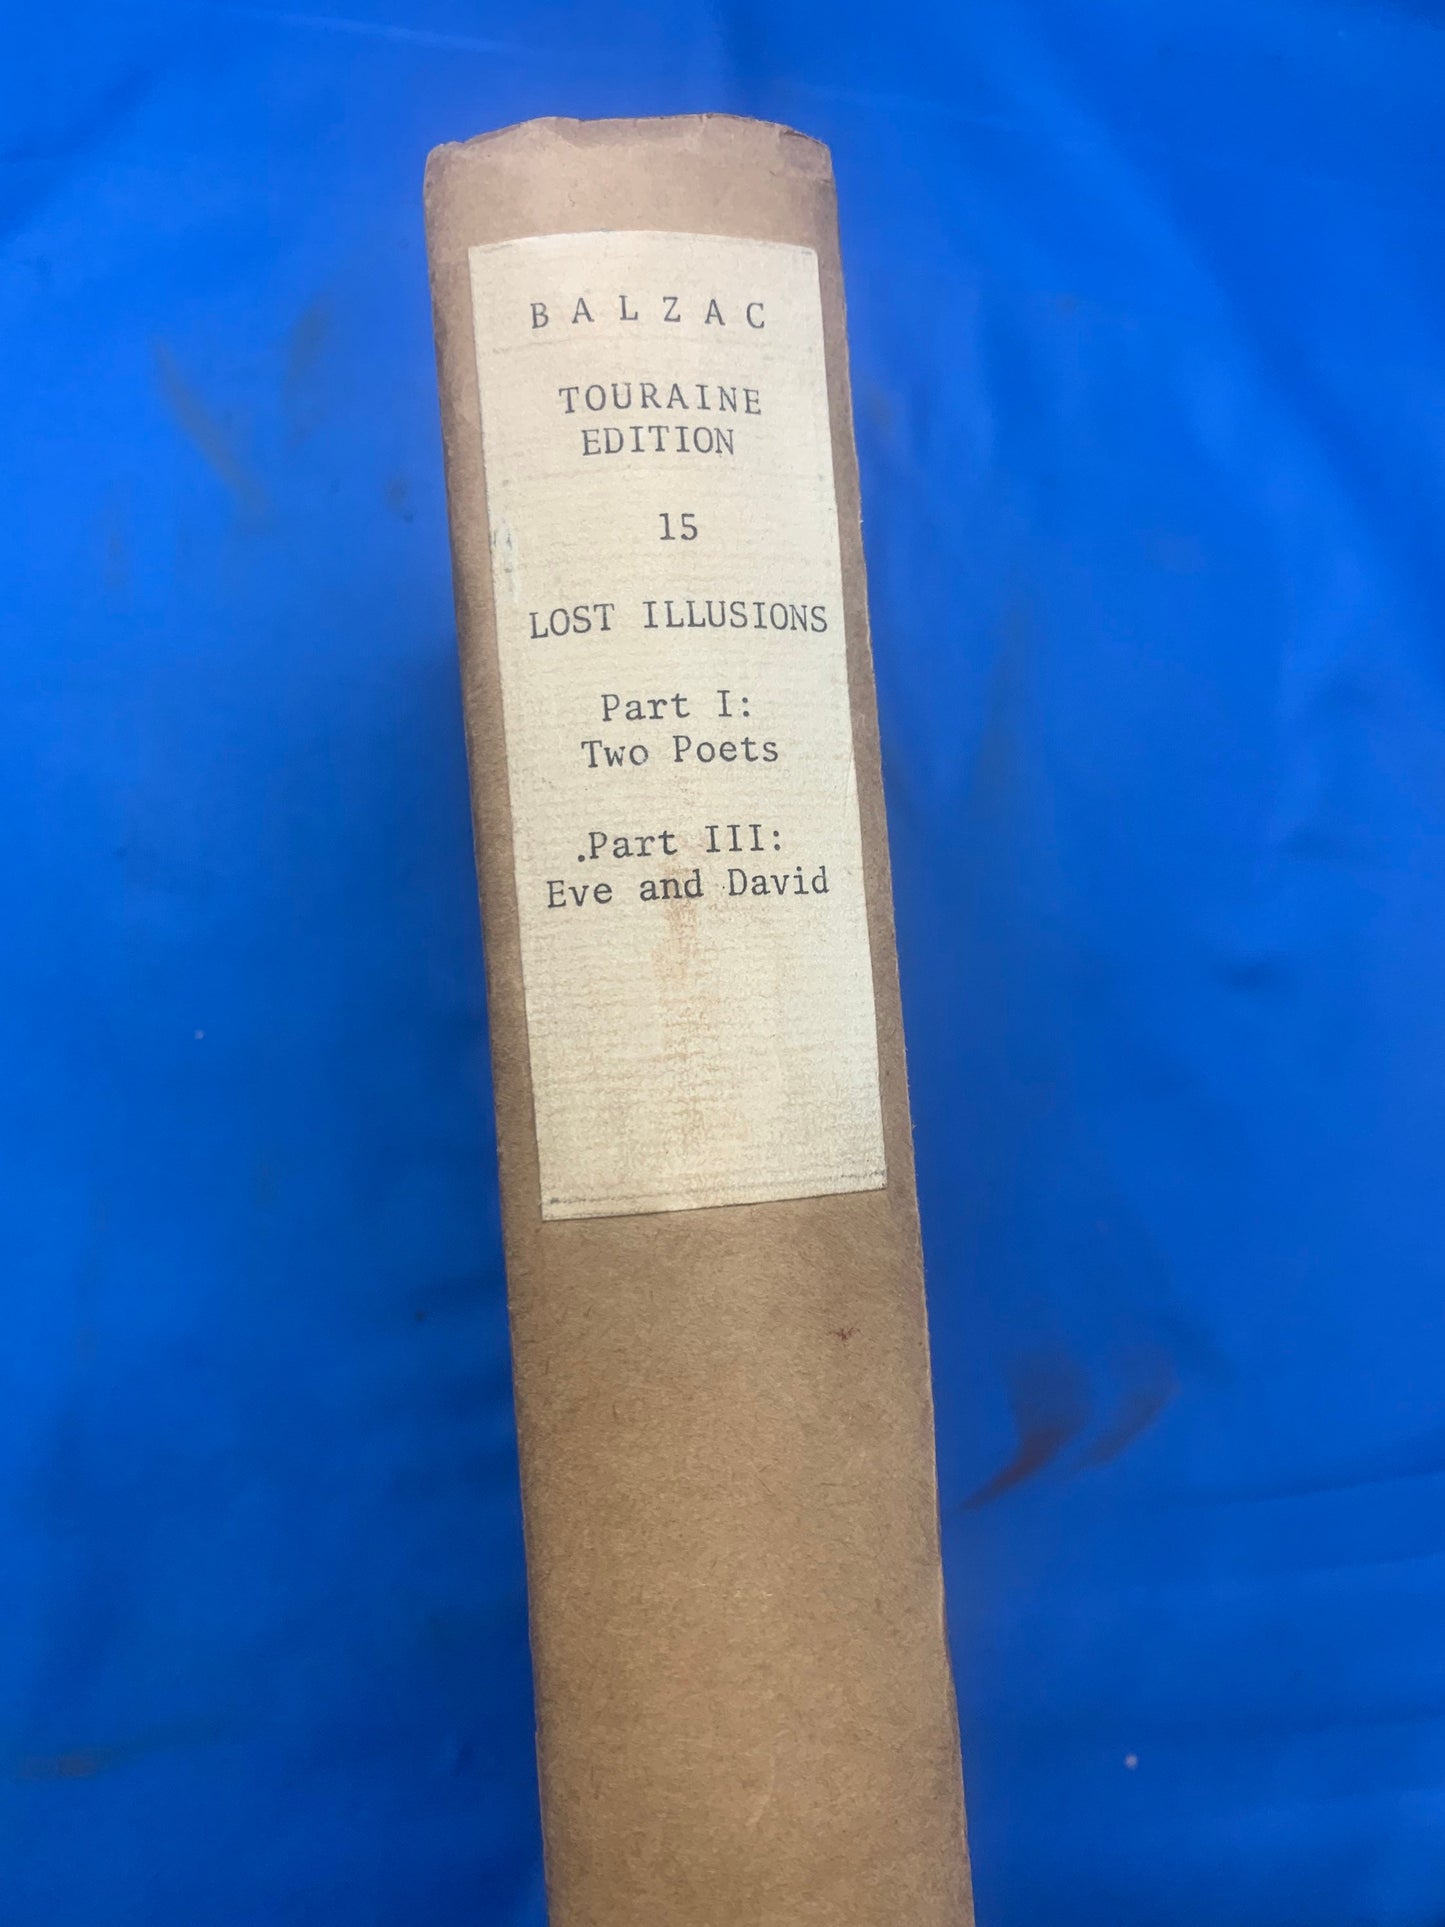 BALZAC
TOURAINE
EDITION
15
LOST ILLUSIONS
Part I:
Two Poets
.Part III:
Eve and David